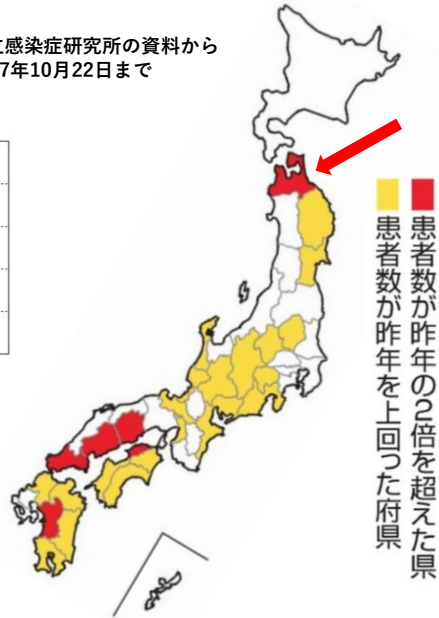 立感染症研究所の資料から
7年10月22日まで
患者数が昨年の2倍を超えた県
患者数が昨年を上回った府県